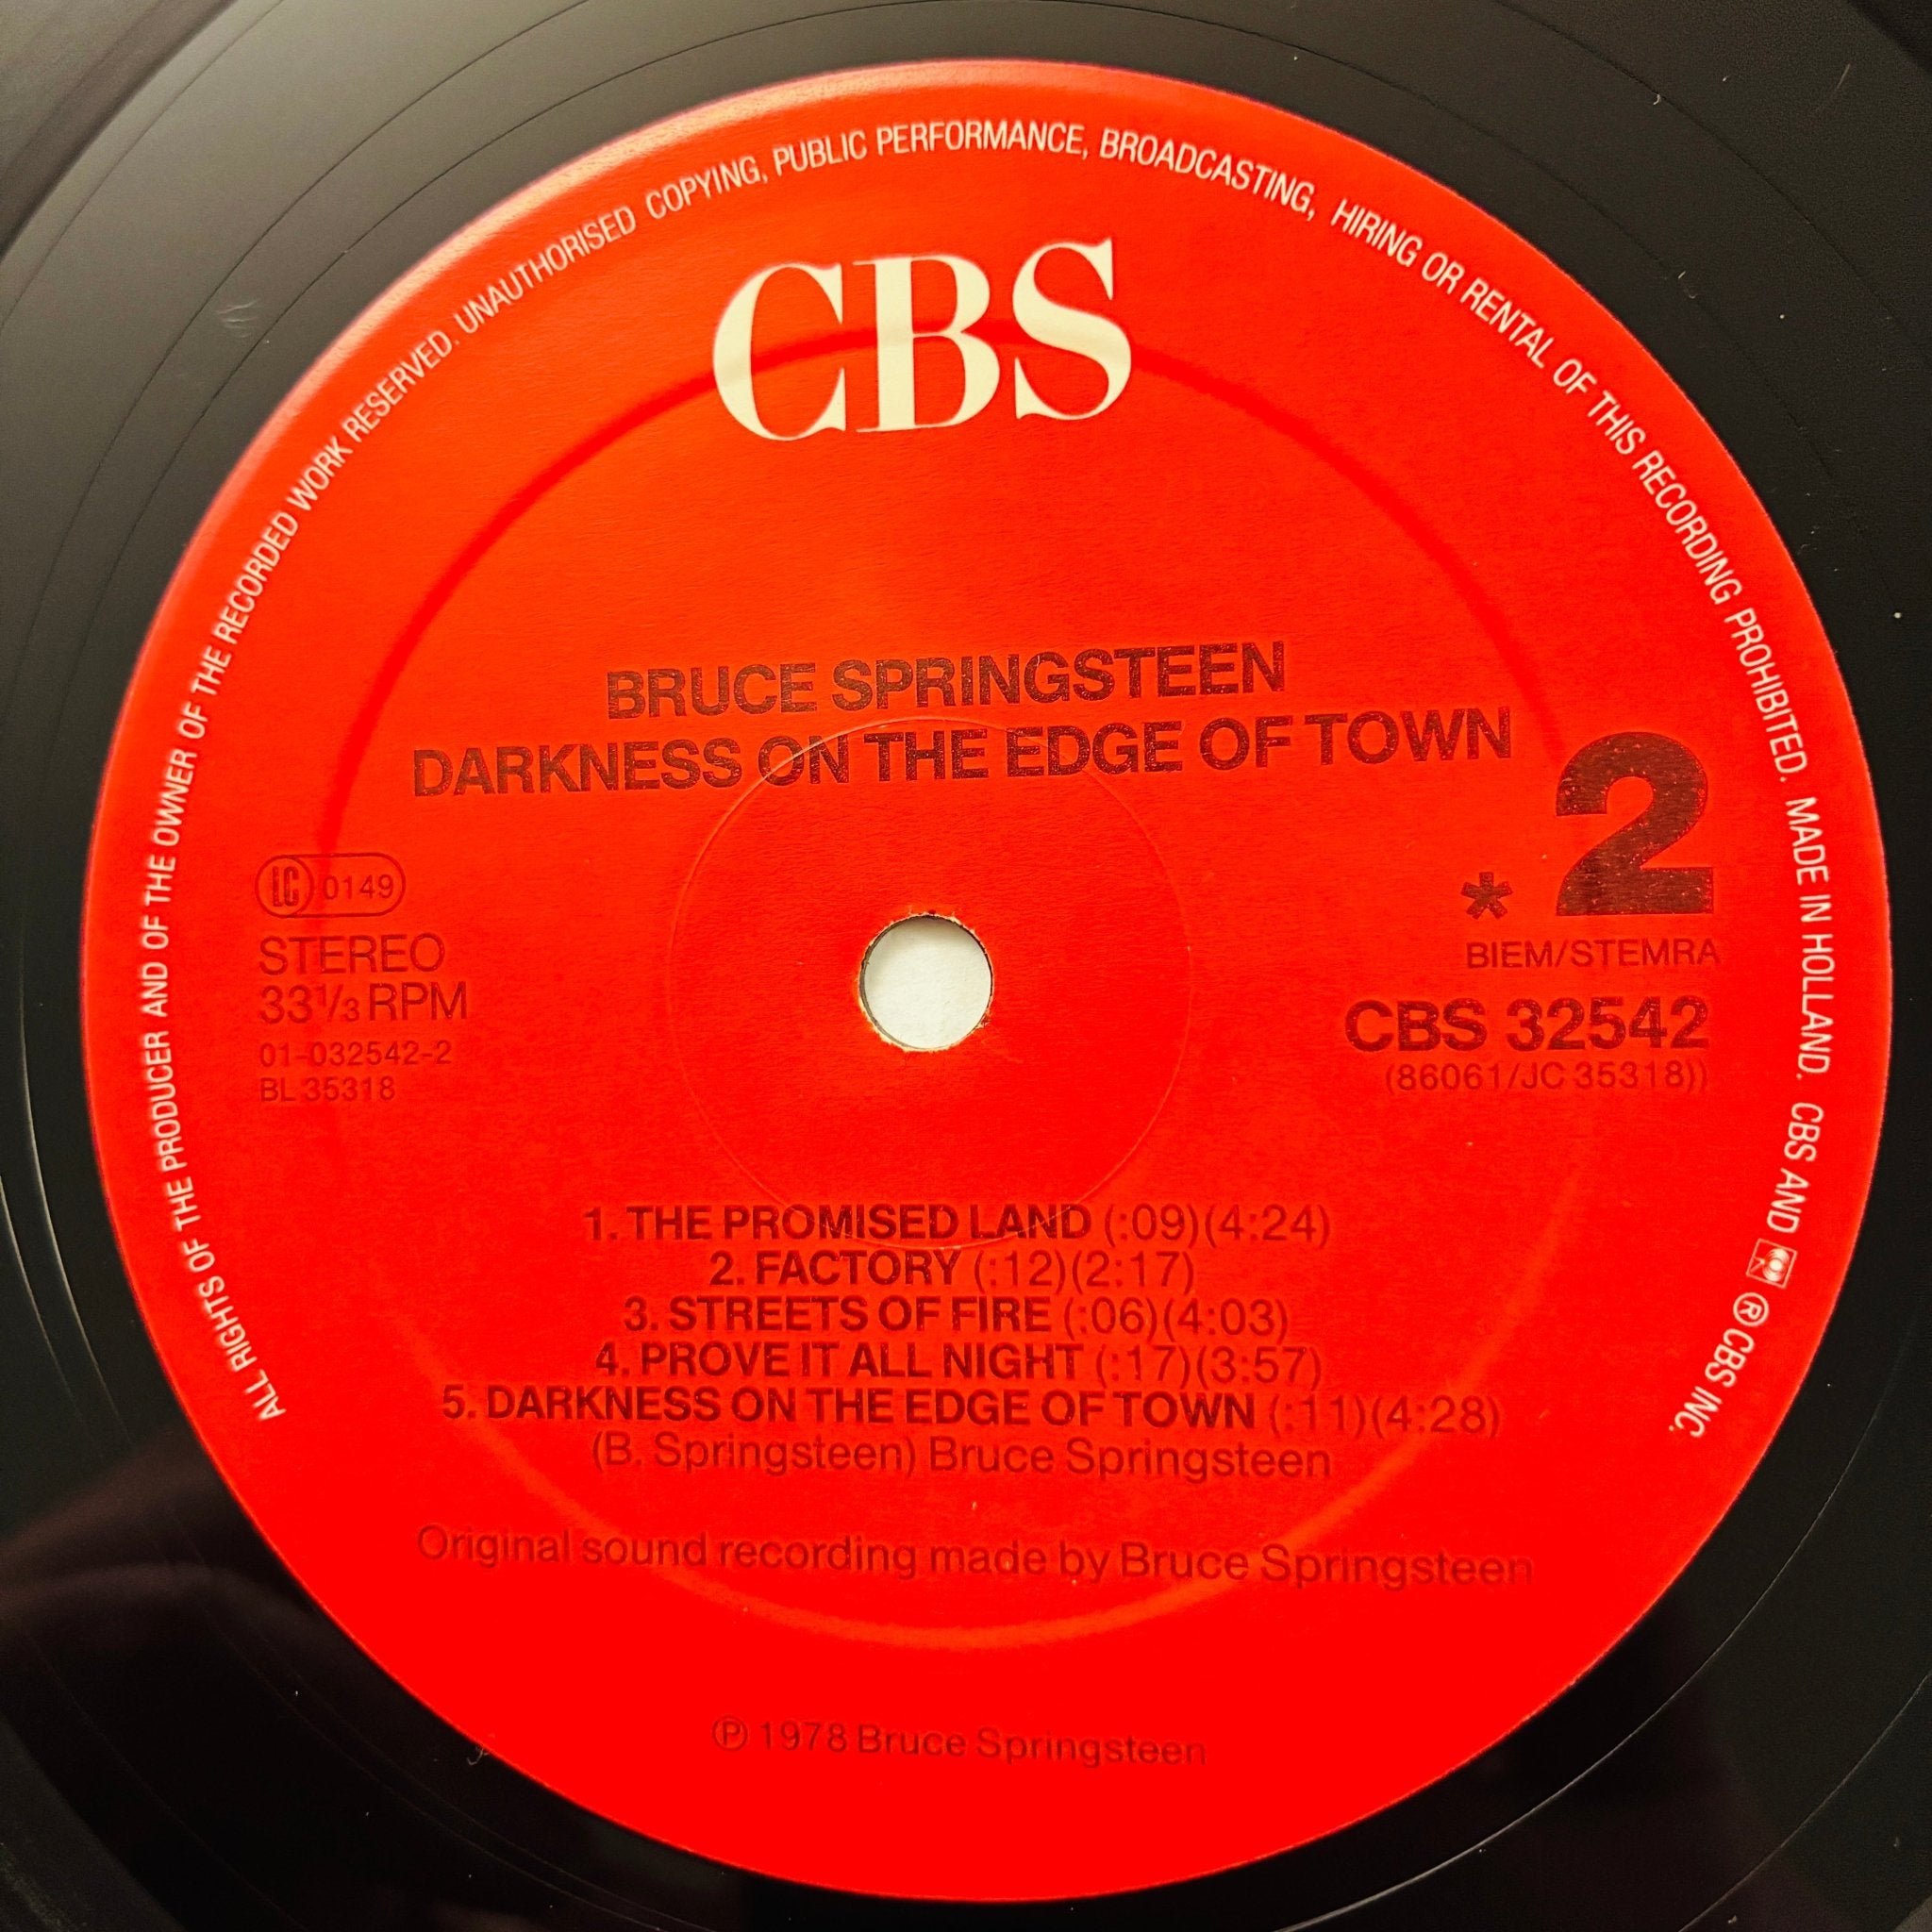 ALL RIGHTS OF THE PRODUCER AND OF THE OWNER OF THE RECORDED WORK RESERVED. UNAUTHORISED COPYING, PUBLIC PERFORMANCE, BROADCASTING, HIRING OR RENTAL OF THIS RECORDING PROHIBITED. MADE IN HOLLAND. CBS AND ® CBS INC.
CBS
BRUCE SPRINGSTEEN
DARKNESS ON THE EDGE OF TOWN
LC 0149
STEREO
33 1/3 RPM
01-032542-2
BL 35318
* 2
BIEM/STEMRA
CBS 32542
(86061/JC 35318))
1. THE PROMISED LAND (:09)(4:24)
2. FACTORY (:12)(2:17)
3. STREETS OF FIRE (:06)(4:03)
4. PROVE IT ALL NIGHT (:17)(3:57)
5. DARKNESS ON THE EDGE OF TOWN (:11)(4:28)
(B. Springsteen) Bruce Springsteen
Original sound recording made by Bruce Springsteen
℗ 1978 Bruce Springsteen